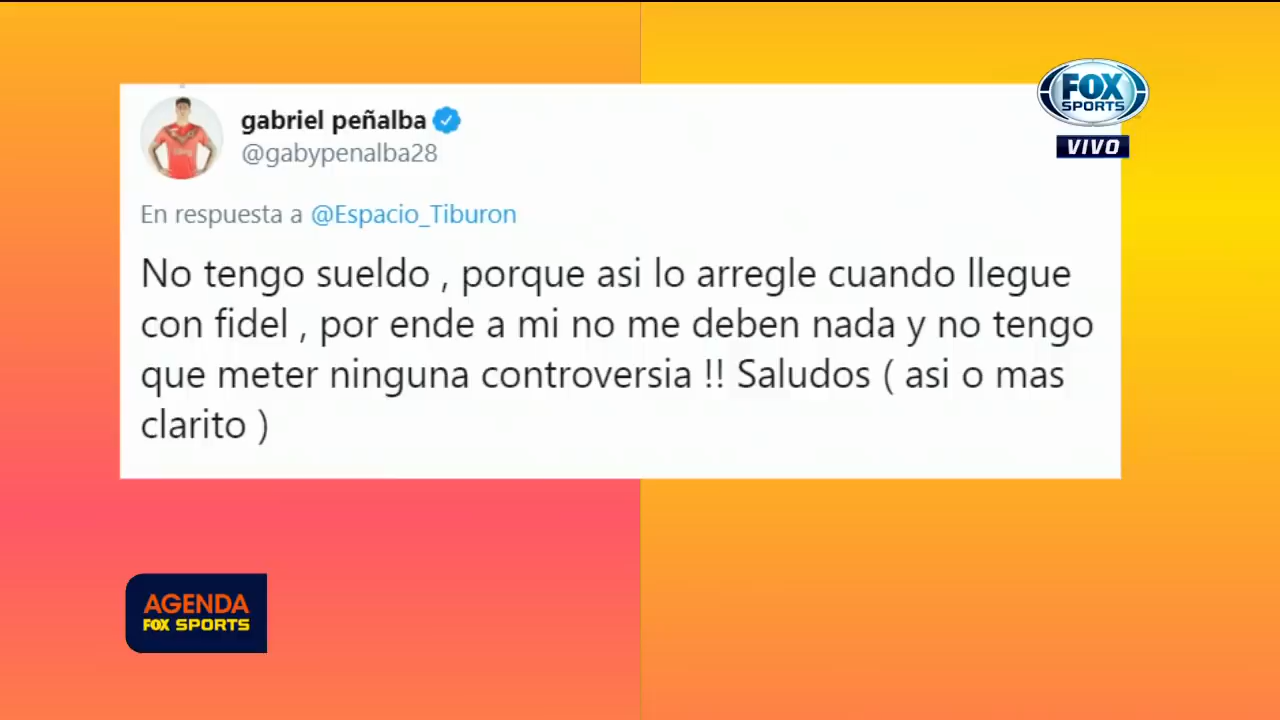 FOX
SPORTS
VIVO
gabriel peñalba
@gabypenalba28
En respuesta a @Espacio_Tiburon
No tengo sueldo , porque asi lo arregle cuando llegue
con fidel , por ende a mi no me deben nada y no tengo
que meter ninguna controversia !! Saludos ( asi o mas
clarito )
AGENDA
FOX SPORTS